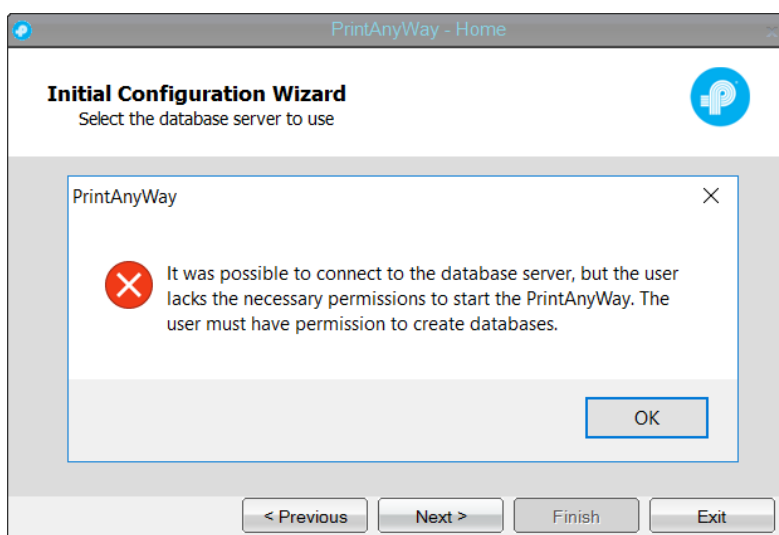 PrintAnyWay - Home
Initial Configuration Wizard
Select the database server to use
PrintAnyWay
It was possible to connect to the database server, but the user
lacks the necessary permissions to start the PrintAnyWay. The
user must have permission to create databases.
OK
< Previous
Next >
Finish
Exit